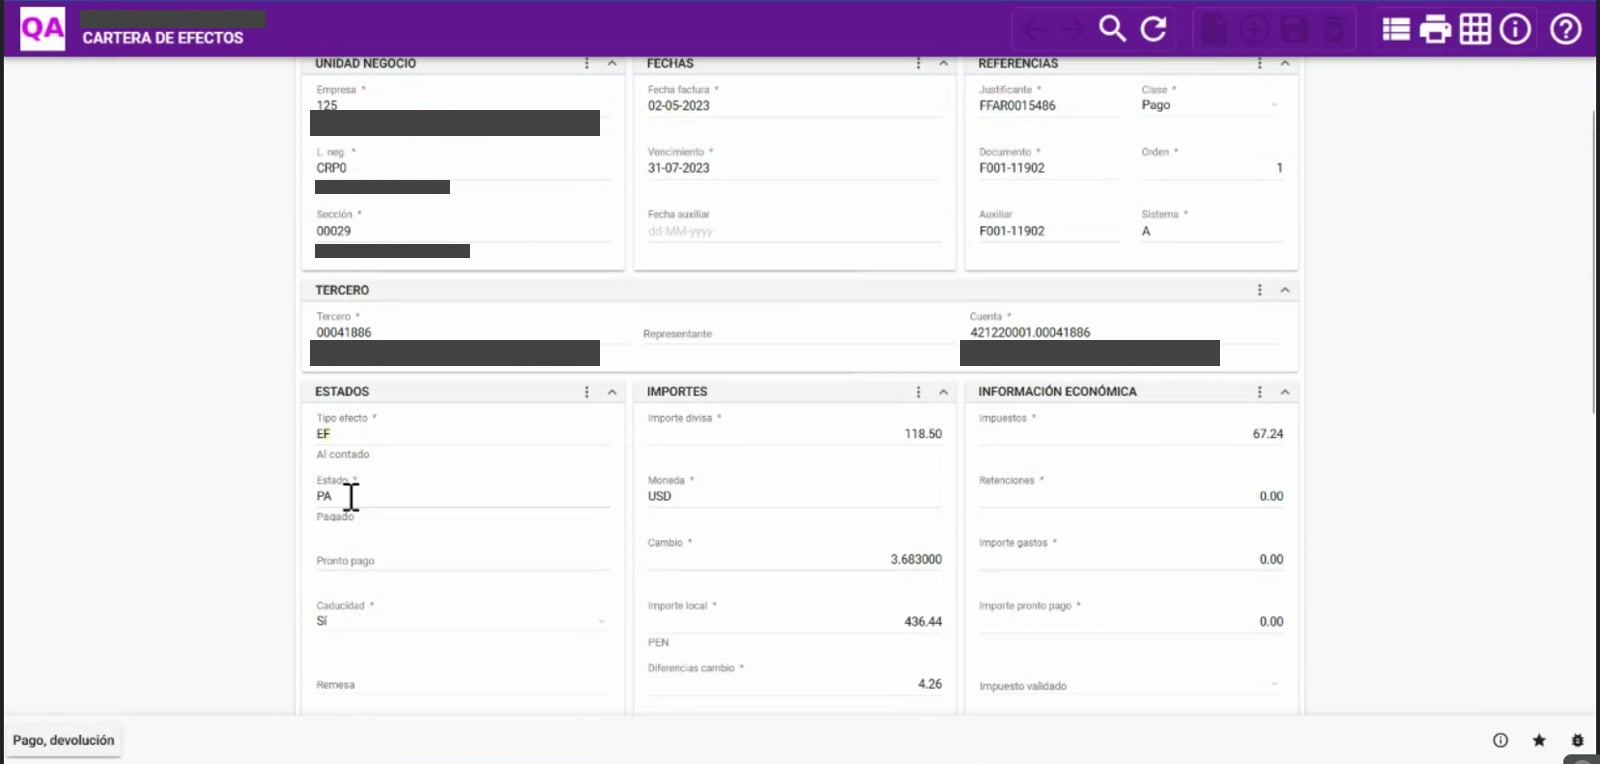 QA
CARTERA DE EFECTOS
UNIDAD NEGOCIO
Empresa *
125
L. neg. *
CRP0
Sección *
00029
FECHAS
Fecha factura *
02-05-2023
Vencimiento *
31-07-2023
Fecha auxiliar
dd-MM-yyyy
REFERENCIAS
Justificante *
FFAR0015486
Clase *
Pago
Documento *
F001-11902
Orden *
1
Auxiliar
F001-11902
Sistema *
A
TERCERO
Tercero *
00041886
Representante
Cuenta *
421220001.00041886
ESTADOS
Tipo efecto *
EF
Al contado
Estado *
PA
Pagado
Pronto pago
Caducidad *
Sí
Remesa
IMPORTES
Importe divisa *
118.50
Moneda *
USD
Cambio *
3.683000
Importe local *
436.44
PEN
Diferencias cambio *
4.26
INFORMACIÓN ECONÓMICA
Impuestos *
67.24
Retenciones *
0.00
Importe gastos *
0.00
Importe pronto pago *
0.00
Impuesto validado
Pago, devolución